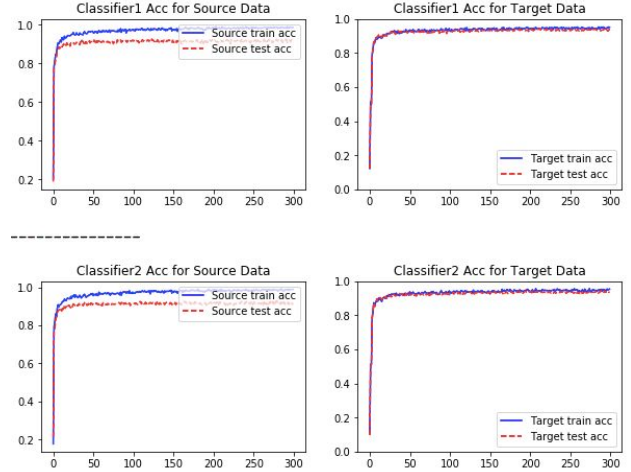 Classifier1 Acc for Source Data
1.0
0.8
0.6
0.4
0.2
Source train acc
Source test acc
0 50 100 150 200 250 300
Classifier1 Acc for Target Data
1.0
0.8
0.6
0.4
0.2
0.0
Target train acc
Target test acc
0 50 100 150 200 250 300
--------------------
Classifier2 Acc for Source Data
1.0
0.8
0.6
0.4
0.2
Source train acc
Source test acc
0 50 100 150 200 250 300
Classifier2 Acc for Target Data
1.0
0.8
0.6
0.4
0.2
0.0
Target train acc
Target test acc
0 50 100 150 200 250 300